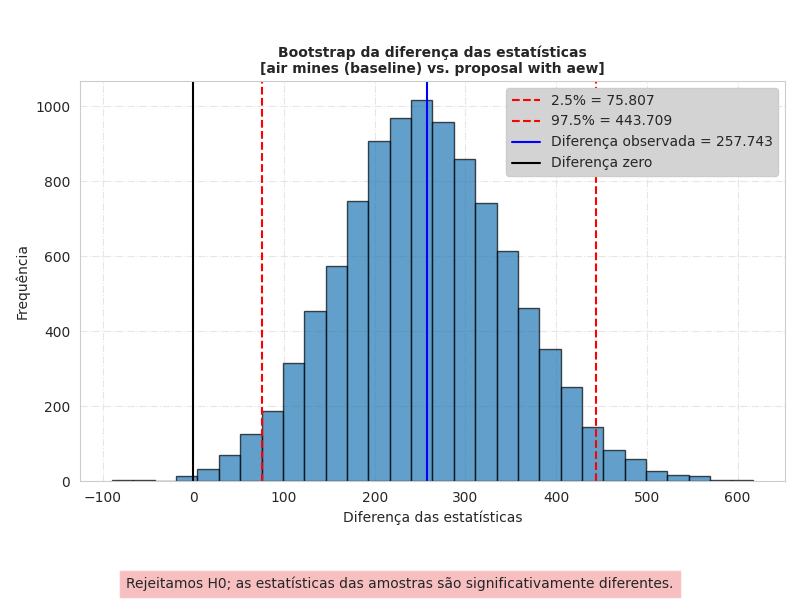 Bootstrap da diferença das estatísticas
[air mines (baseline) vs. proposal with aew]
2.5% = 75.807
97.5% = 443.709
Diferença observada = 257.743
Diferença zero
Frequência
1000
800
600
400
200
0
−100
0
100
200
300
400
500
600
Diferença das estatísticas
Rejeitamos H0; as estatísticas das amostras são significativamente diferentes.